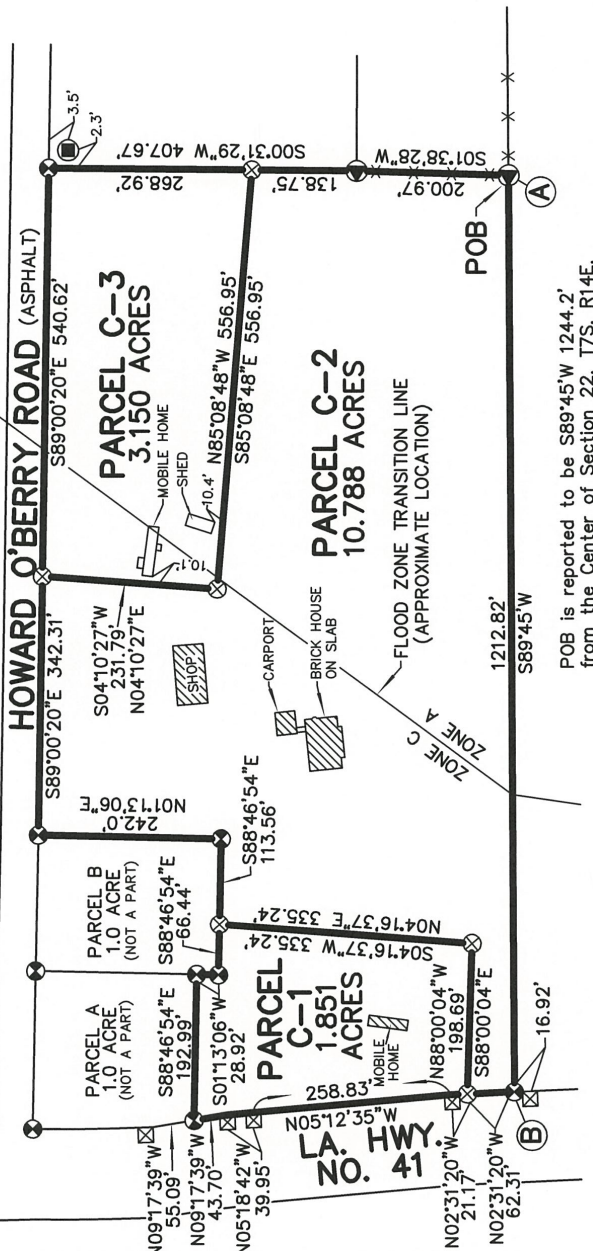 HOWARD O'BERRY ROAD (ASPHALT)
S89°00'20"E 342.31'
S89°00'20"E 540.62'
3.5'
2.3'
PARCEL A
1.0 ACRE
(NOT A PART)
PARCEL B
1.0 ACRE
(NOT A PART)
242.0'
N01°13'06"E
S04°10'27"W
231.79'
N04°10'27"E
PARCEL C-3
3.150 ACRES
MOBILE HOME
SHED
10.1'
10.4'
268.92'
S00°31'29"W 407.67'
N85°08'48"W 556.95'
S85°08'48"E 556.95'
138.75'
S01°38'28"W
200.97'
N09°17'39"W
55.09'
N09°17'39"W
43.70'
N05°18'42"W
39.95'
S88°46'54"E
192.99'
S88°46'54"E
66.44'
S88°46'54"E
113.56'
S01°13'06"W
28.92'
SHOP
CARPORT
BRICK HOUSE
ON SLAB
PARCEL
C-1
1.851
ACRES
MOBILE
HOME
S04°16'37"W 335.24'
N04°16'37"E 335.24'
258.83'
N05°12'35"W
LA. HWY.
NO. 41
N88°00'04"W
198.69'
S88°00'04"E
N02°31'20"W
21.17'
N02°31'20"W
62.31'
16.92'
PARCEL C-2
10.788 ACRES
FLOOD ZONE TRANSITION LINE
(APPROXIMATE LOCATION)
ZONE C
ZONE A
1212.82'
S89°45'W
POB
A
B
POB is reported to be S89°45'W 1244.2'
from the Center of Section 22, T7S, R14E,